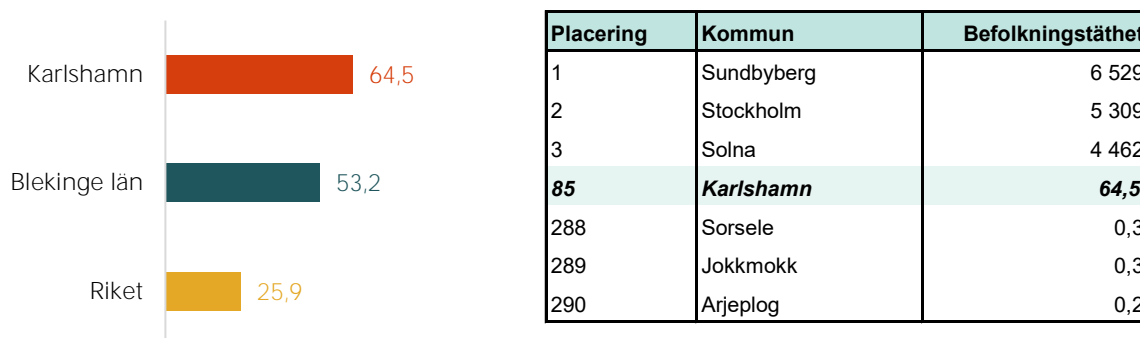 Karlshamn 64,5
Blekinge län 53,2
Riket 25,9
Placering Kommun Befolkningstäthet
1 Sundbyberg 6 529
2 Stockholm 5 309
3 Solna 4 462
85 Karlshamn 64,5
288 Sorsele 0,3
289 Jokkmokk 0,3
290 Arjeplog 0,2